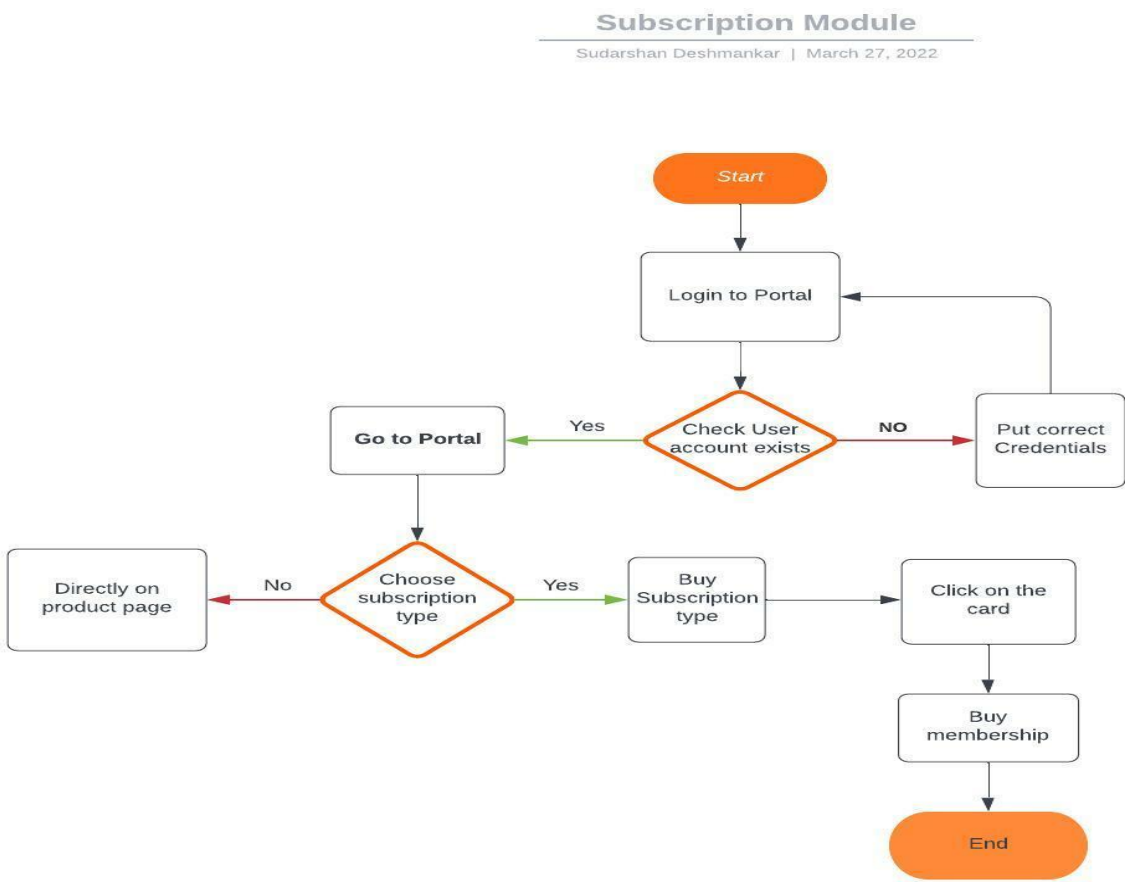 Subscription Module
Sudarshan Deshmankar | March 27, 2022
Start
Login to Portal
Check User
account exists
Yes
NO
Go to Portal
Put correct
Credentials
Choose
subscription
type
No
Yes
Directly on
product page
Buy
Subscription
type
Click on the
card
Buy
membership
End